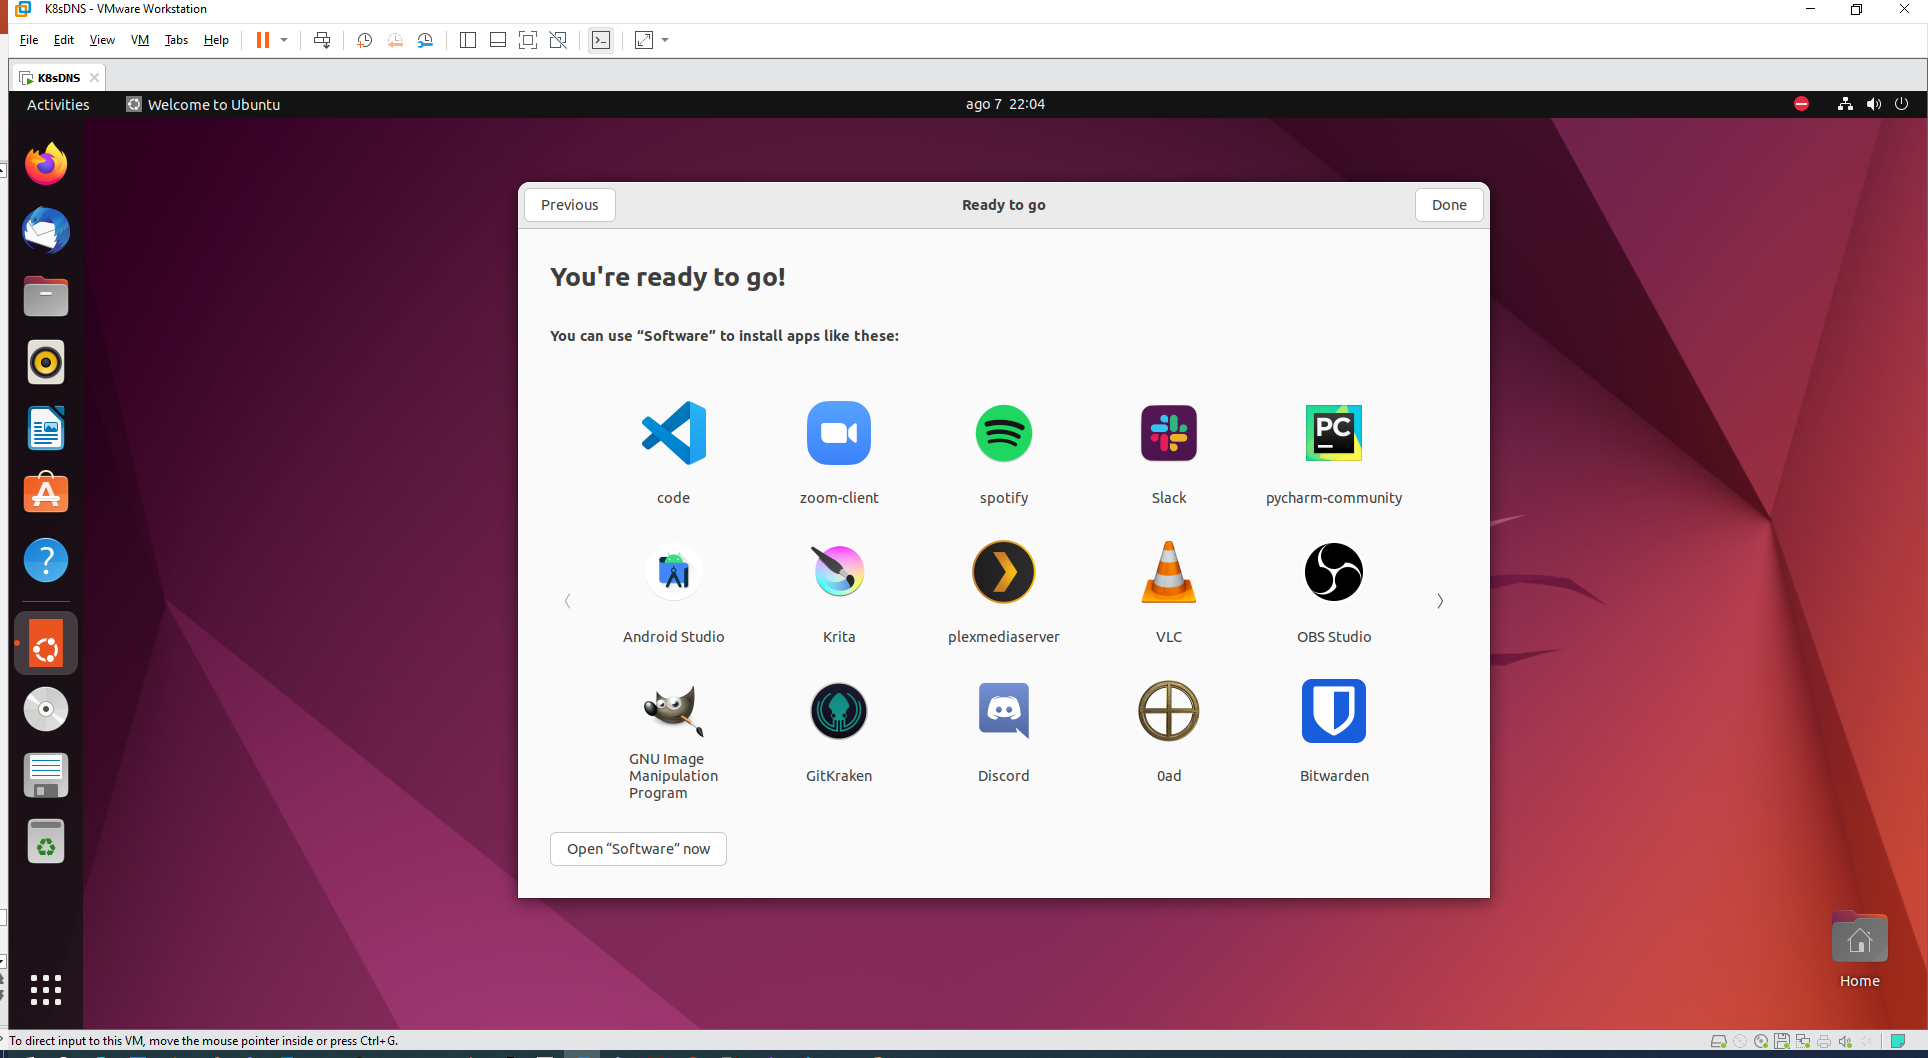 K8sDNS - VMware Workstation
File Edit View VM Tabs Help
K8sDNS
Activities Welcome to Ubuntu ago 7 22:04
Previous Ready to go Done
You're ready to go!
You can use “Software” to install apps like these:
PC
code zoom-client spotify Slack pycharm-community
Android Studio Krita plexmediaserver VLC OBS Studio
GNU Image
Manipulation
Program
GitKraken Discord 0ad Bitwarden
Open “Software” now
Home
To direct input to this VM, move the mouse pointer inside or press Ctrl+G.